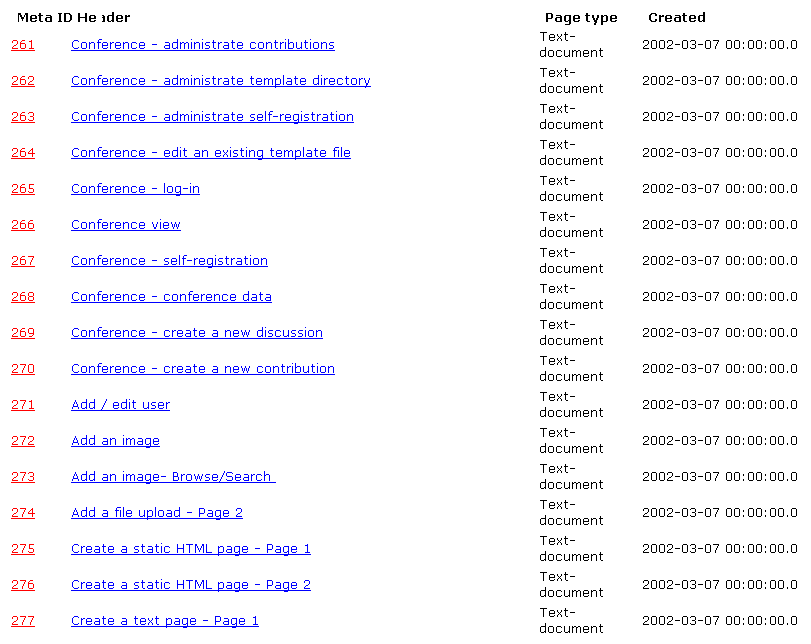 Meta ID Header Page type Created
261 Conference - administrate contributions Text-document 2002-03-07 00:00:00.0
262 Conference - administrate template directory Text-document 2002-03-07 00:00:00.0
263 Conference - administrate self-registration Text-document 2002-03-07 00:00:00.0
264 Conference - edit an existing template file Text-document 2002-03-07 00:00:00.0
265 Conference - log-in Text-document 2002-03-07 00:00:00.0
266 Conference view Text-document 2002-03-07 00:00:00.0
267 Conference - self-registration Text-document 2002-03-07 00:00:00.0
268 Conference - conference data Text-document 2002-03-07 00:00:00.0
269 Conference - create a new discussion Text-document 2002-03-07 00:00:00.0
270 Conference - create a new contribution Text-document 2002-03-07 00:00:00.0
271 Add / edit user Text-document 2002-03-07 00:00:00.0
272 Add an image Text-document 2002-03-07 00:00:00.0
273 Add an image- Browse/Search Text-document 2002-03-07 00:00:00.0
274 Add a file upload - Page 2 Text-document 2002-03-07 00:00:00.0
275 Create a static HTML page - Page 1 Text-document 2002-03-07 00:00:00.0
276 Create a static HTML page - Page 2 Text-document 2002-03-07 00:00:00.0
277 Create a text page - Page 1 Text-document 2002-03-07 00:00:00.0